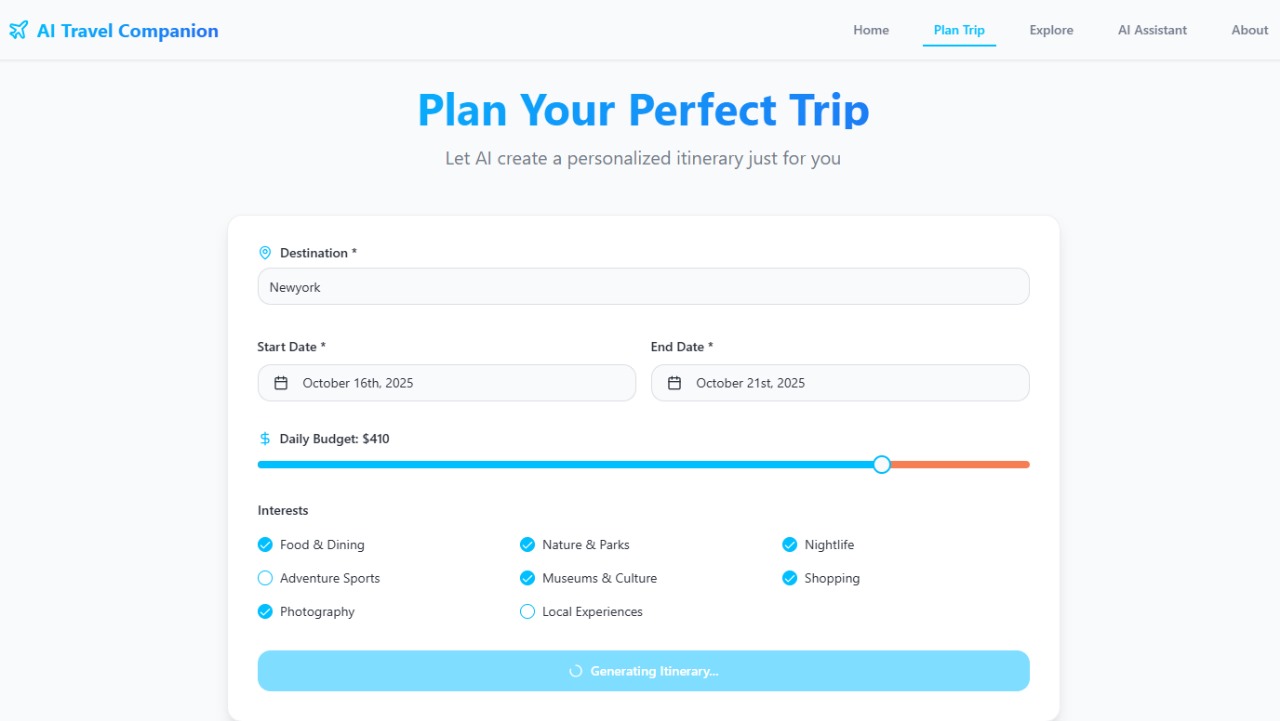 AI Travel Companion
Home Plan Trip Explore AI Assistant About
Plan Your Perfect Trip
Let AI create a personalized itinerary just for you
Destination *
Newyork
Start Date * End Date *
October 16th, 2025 October 21st, 2025
Daily Budget: $410
Interests
Food & Dining Nature & Parks Nightlife
Adventure Sports Museums & Culture Shopping
Photography Local Experiences
Generating Itinerary...